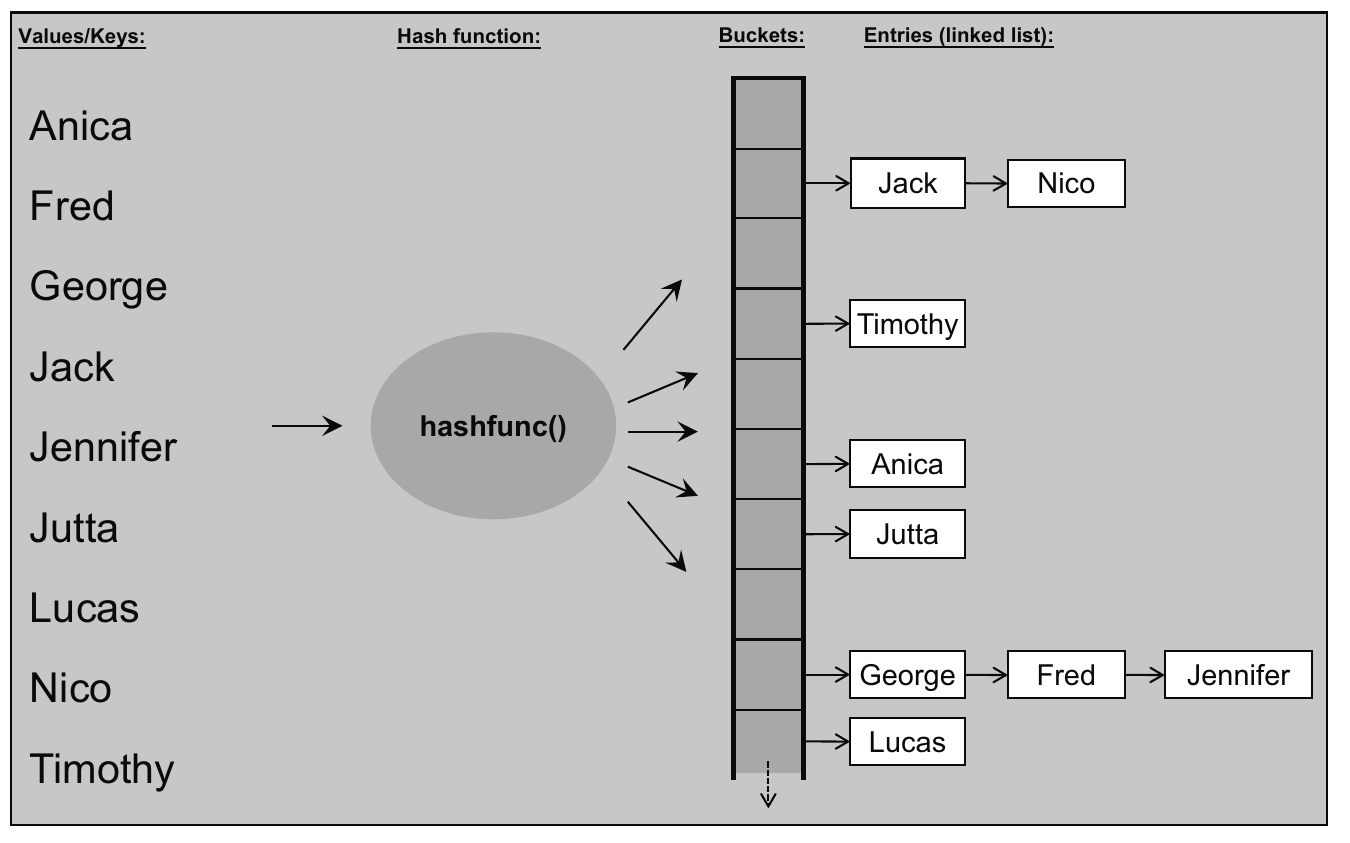 Values/Keys:
Hash function:
Buckets:
Entries (linked list):
Anica
Fred
George
Jack
Jennifer
Jutta
Lucas
Nico
Timothy
hashfunc()
Jack
Nico
Timothy
Anica
Jutta
George
Fred
Jennifer
Lucas